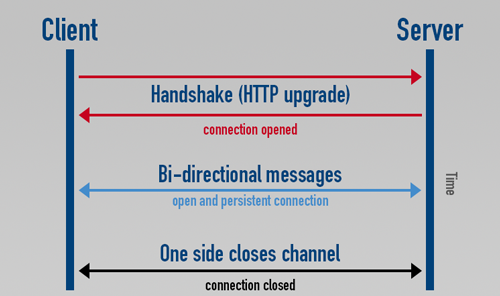 Client
Server
Handshake (HTTP upgrade)
connection opened
Bi-directional messages
open and persistent connection
Time
One side closes channel
connection closed